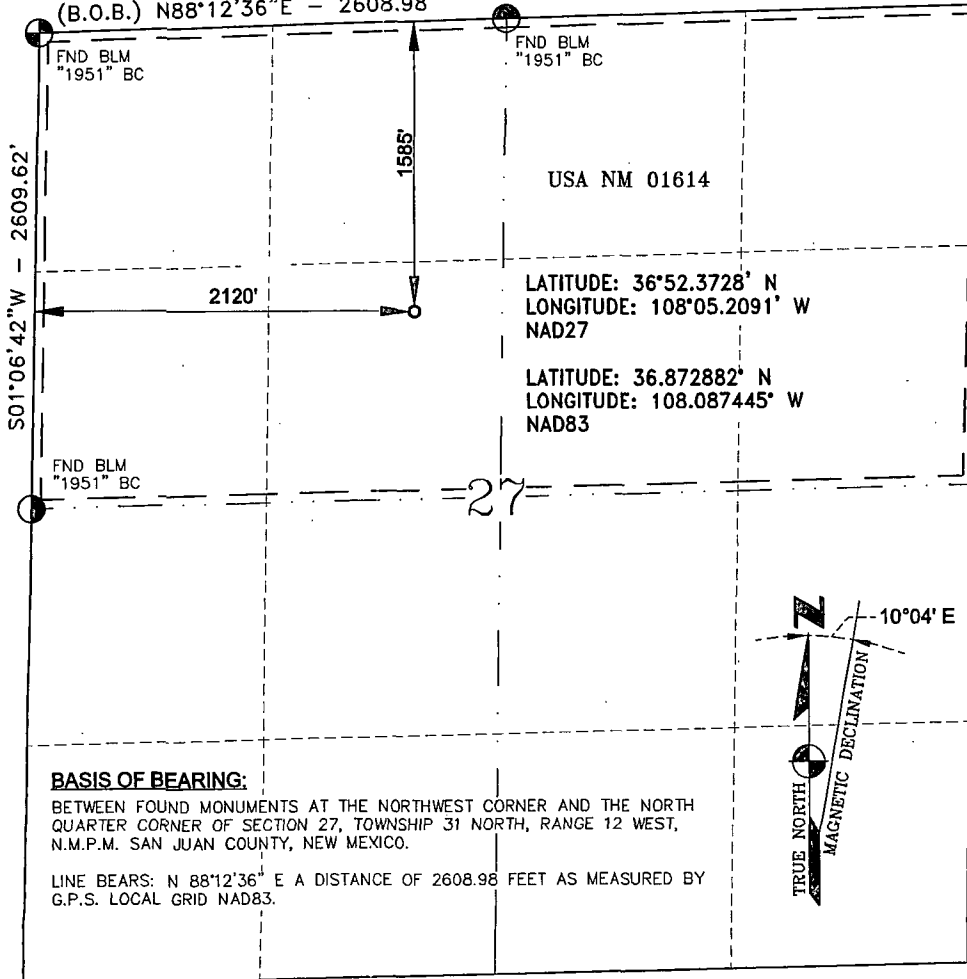 (B.O.B.) N88°12'36"E – 2608.98'
FND BLM
"1951" BC
FND BLM
"1951" BC
S01°06'42"W – 2609.62'
1585'
USA NM 01614
2120'
LATITUDE: 36°52.3728' N
LONGITUDE: 108°05.2091' W
NAD27
LATITUDE: 36.872882° N
LONGITUDE: 108.087445° W
NAD83
FND BLM
"1951" BC
27
N
10°04' E
TRUE NORTH
MAGNETIC DECLINATION
BASIS OF BEARING:
BETWEEN FOUND MONUMENTS AT THE NORTHWEST CORNER AND THE NORTH
QUARTER CORNER OF SECTION 27, TOWNSHIP 31 NORTH, RANGE 12 WEST,
N.M.P.M. SAN JUAN COUNTY, NEW MEXICO.
LINE BEARS: N 88°12'36" E A DISTANCE OF 2608.98 FEET AS MEASURED BY
G.P.S. LOCAL GRID NAD83.